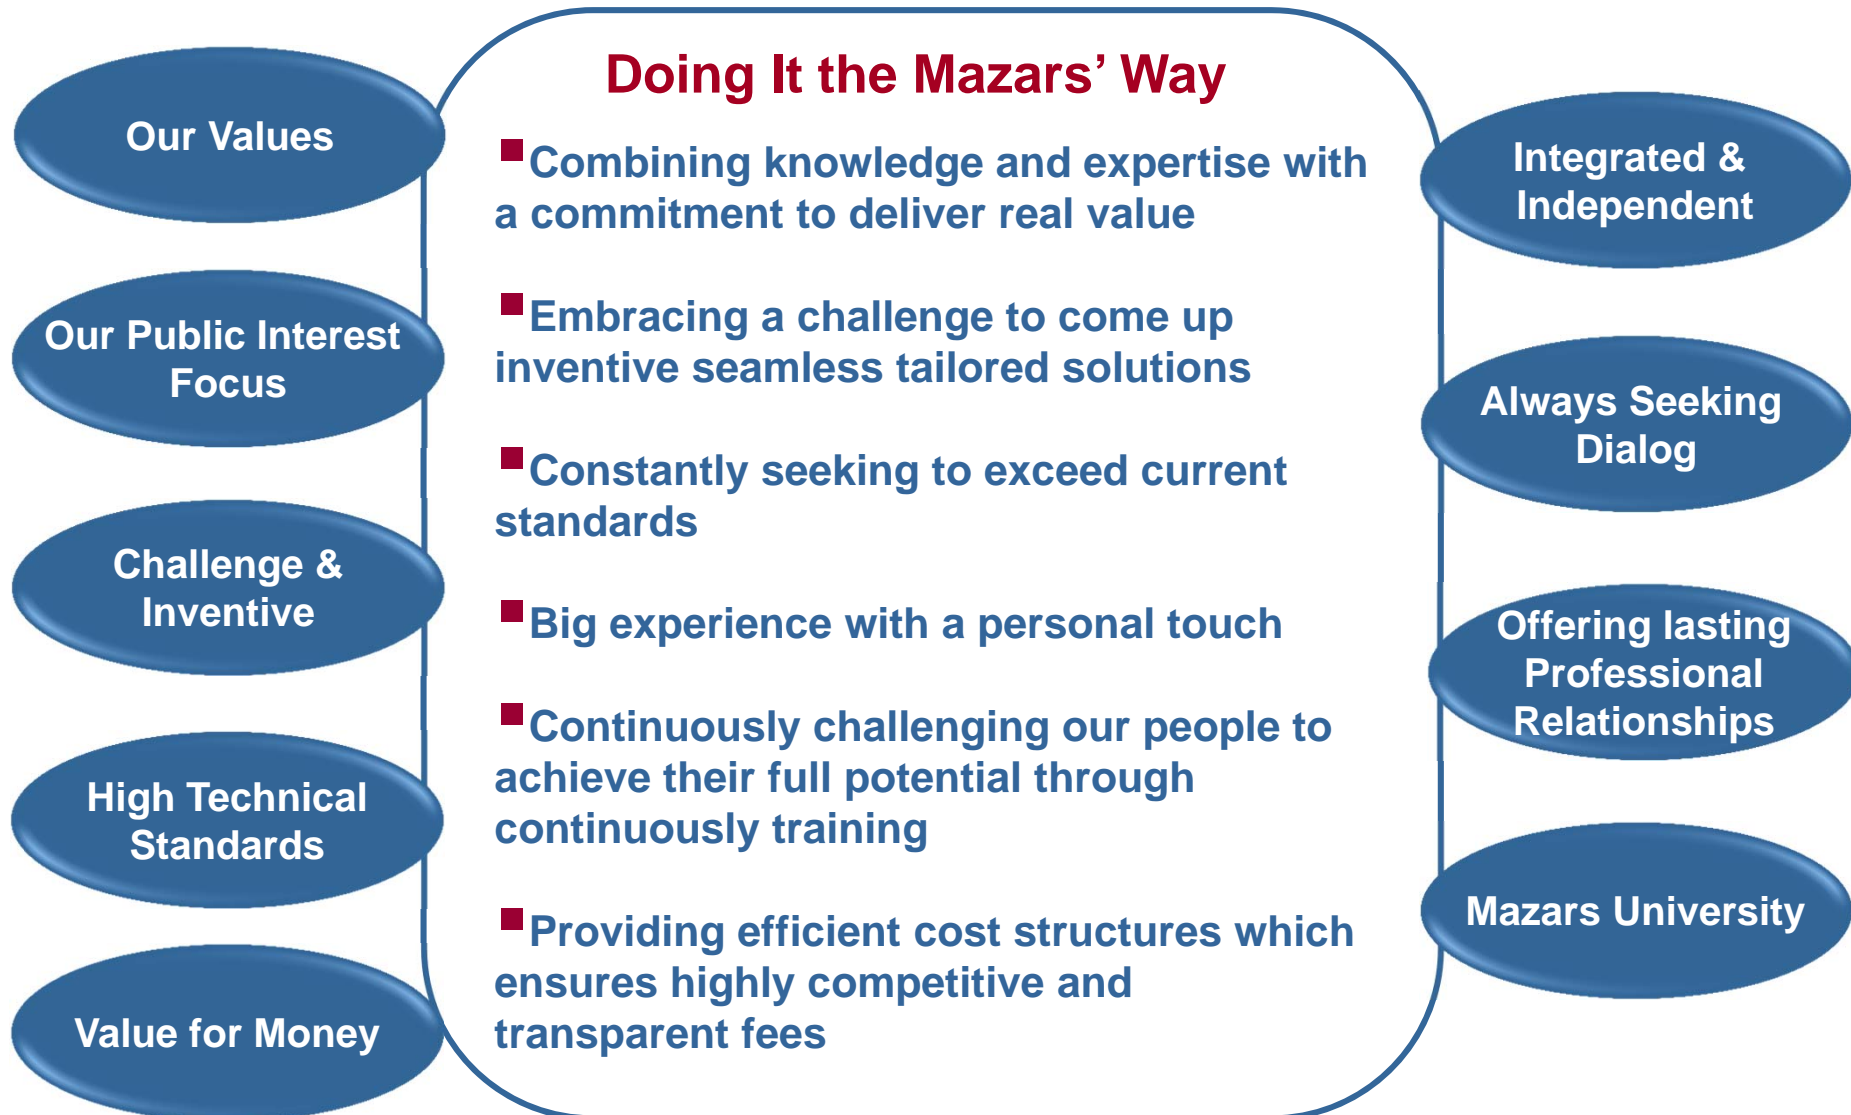 Doing It the Mazars’ Way
Our Values
Our Public Interest
Focus
Challenge &
Inventive
High Technical
Standards
Value for Money
▪Combining knowledge and expertise with
a commitment to deliver real value
▪Embracing a challenge to come up
inventive seamless tailored solutions
▪Constantly seeking to exceed current
standards
▪Big experience with a personal touch
▪Continuously challenging our people to
achieve their full potential through
continuously training
▪Providing efficient cost structures which
ensures highly competitive and
transparent fees
Integrated &
Independent
Always Seeking
Dialog
Offering lasting
Professional
Relationships
Mazars University